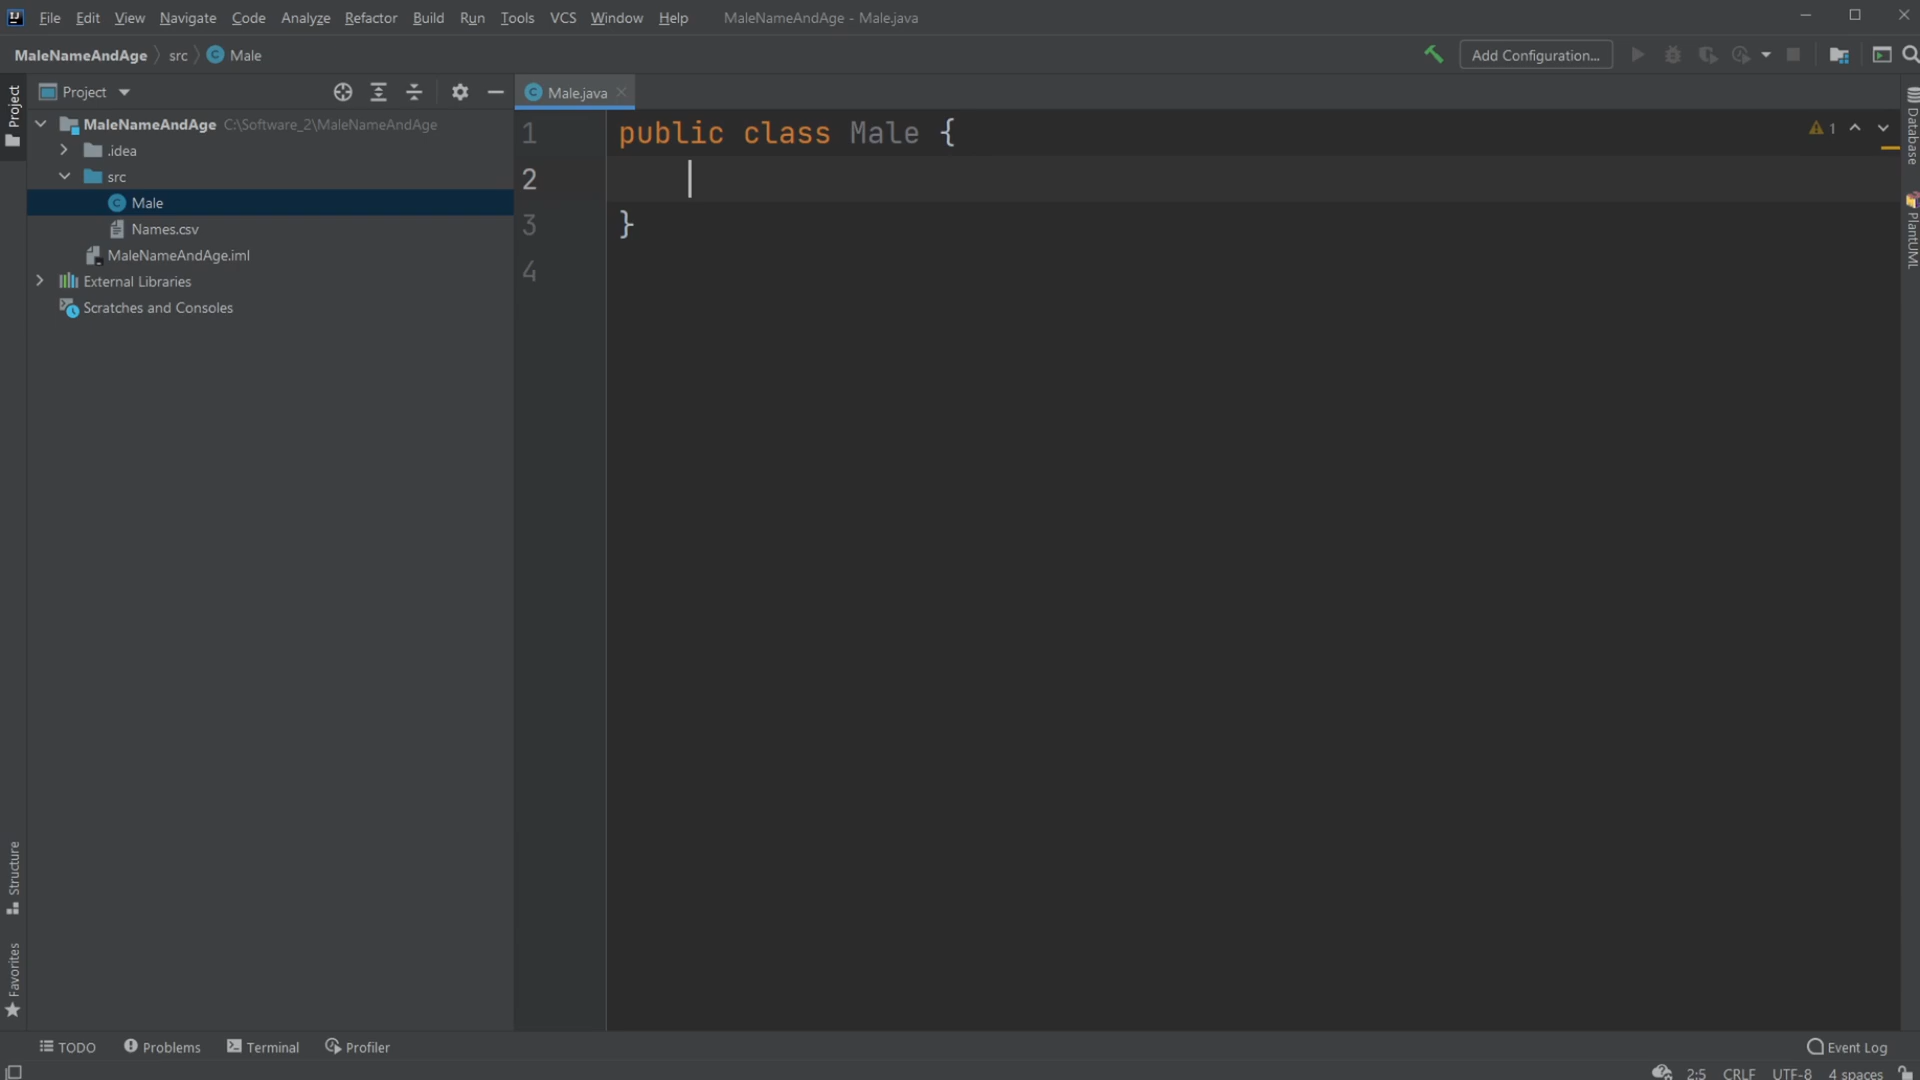 File Edit View Navigate Code Analyze Refactor Build Run Tools VCS Window Help MaleNameAndAge - Male.java
MaleNameAndAge src Male
Add Configuration...
Project
Project
Male.java
MaleNameAndAge C:\Software_2\MaleNameAndAge
.idea
src
Male
Names.csv
MaleNameAndAge.iml
External Libraries
Scratches and Consoles
1 public class Male {
2
3 }
4
1
Database
PlantUML
Structure
Favorites
TODO Problems Terminal Profiler
Event Log
2:5 CRLF UTF-8 4 spaces